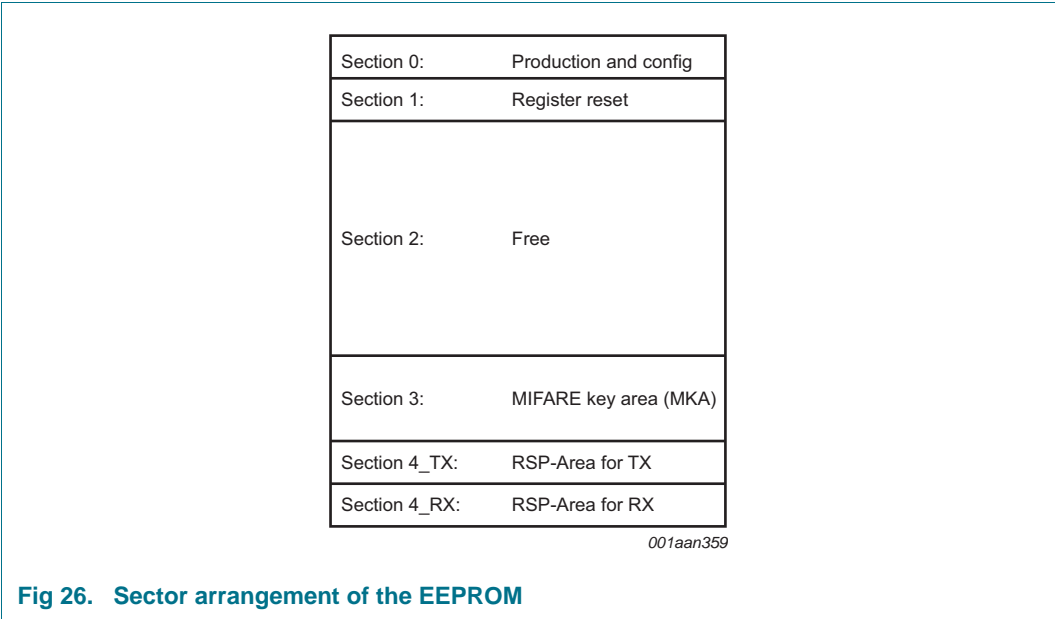 Section 0: Production and config
Section 1: Register reset
Section 2: Free
Section 3: MIFARE key area (MKA)
Section 4_TX: RSP-Area for TX
Section 4_RX: RSP-Area for RX
001aan359
Fig 26. Sector arrangement of the EEPROM